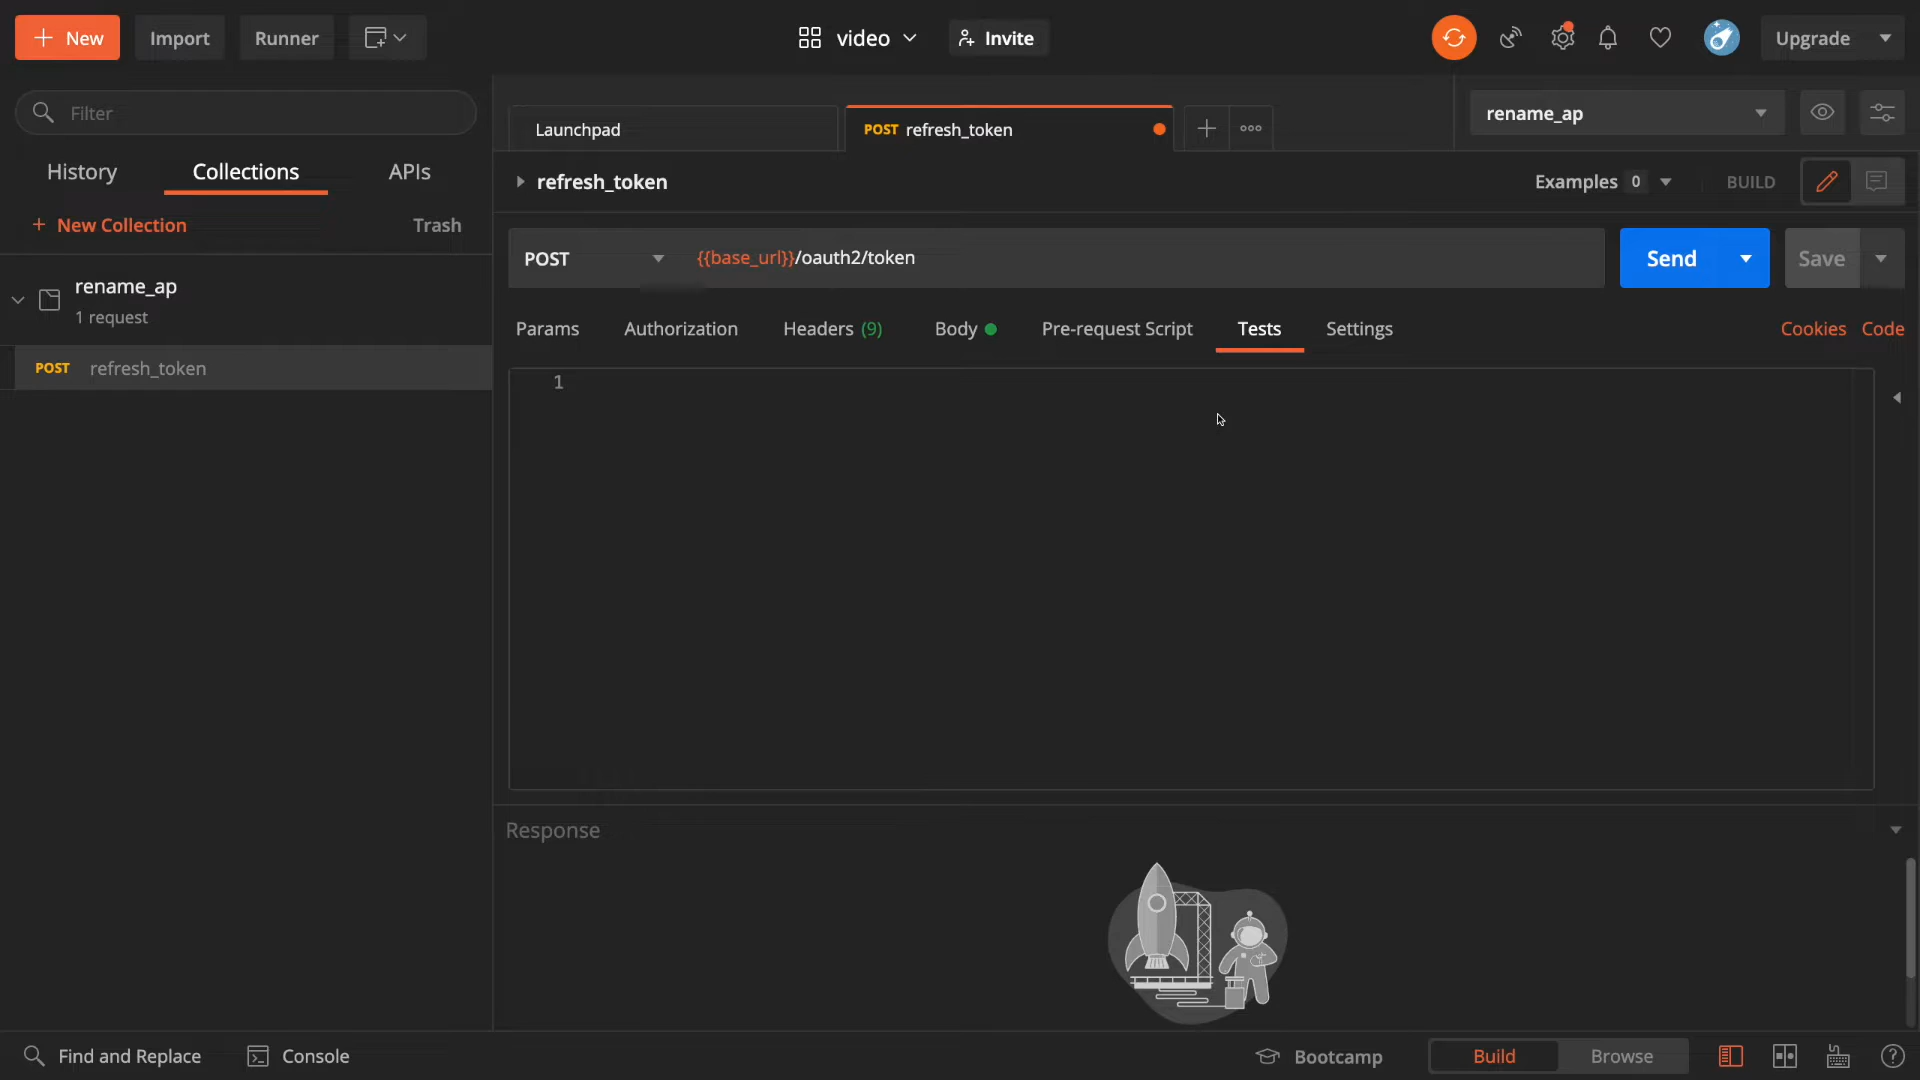 + New
Import
Runner
video
Invite
Upgrade
Filter
History
Collections
APIs
+ New Collection
Trash
rename_ap
1 request
POST refresh_token
Launchpad
POST refresh_token
rename_ap
refresh_token
Examples 0
BUILD
POST
{{base_url}}/oauth2/token
Send
Save
Params
Authorization
Headers (9)
Body
Pre-request Script
Tests
Settings
Cookies
Code
1
Response
Find and Replace
Console
Bootcamp
Build
Browse